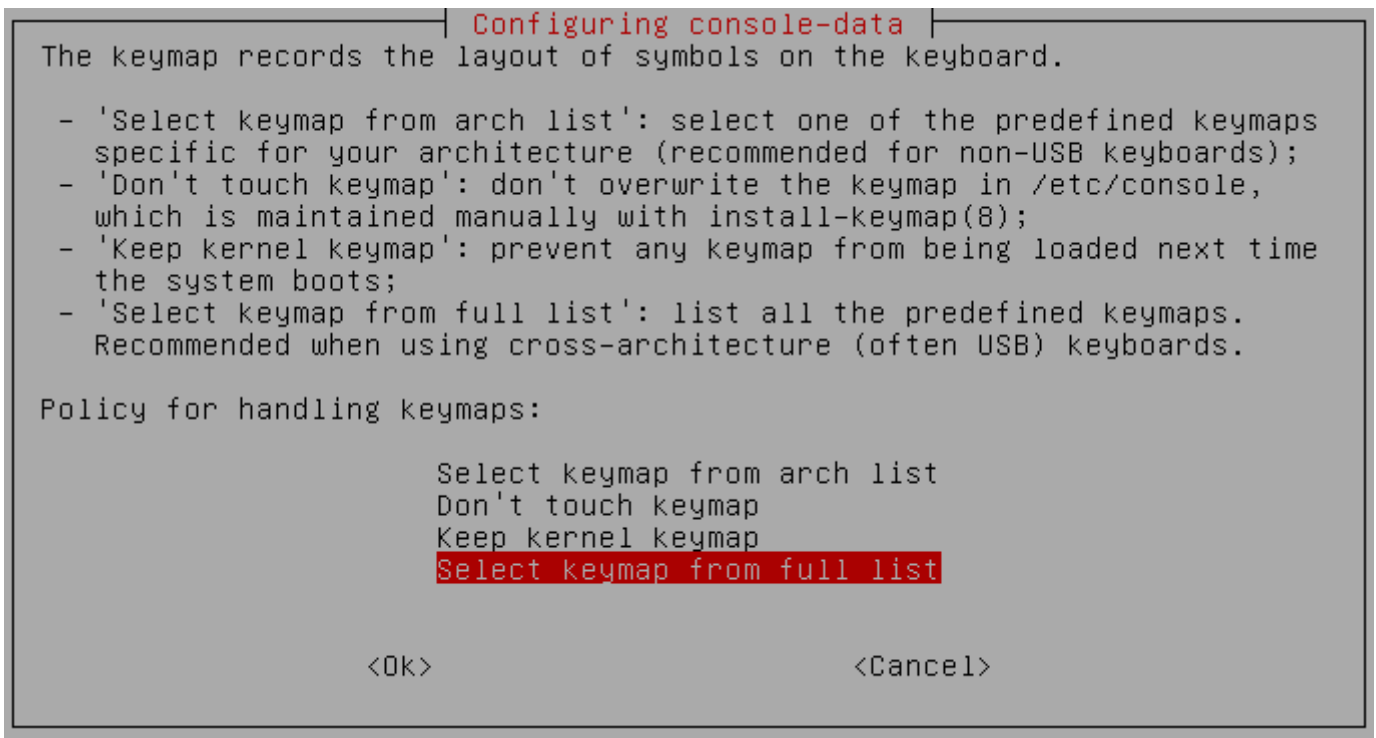 Configuring console-data
The keymap records the layout of symbols on the keyboard.
- 'Select keymap from arch list': select one of the predefined keymaps
specific for your architecture (recommended for non-USB keyboards);
- 'Don't touch keymap': don't overwrite the keymap in /etc/console,
which is maintained manually with install-keymap(8);
- 'Keep kernel keymap': prevent any keymap from being loaded next time
the system boots;
- 'Select keymap from full list': list all the predefined keymaps.
Recommended when using cross-architecture (often USB) keyboards.
Policy for handling keymaps:
Select keymap from arch list
Don't touch keymap
Keep kernel keymap
Select keymap from full list
<Ok> <Cancel>